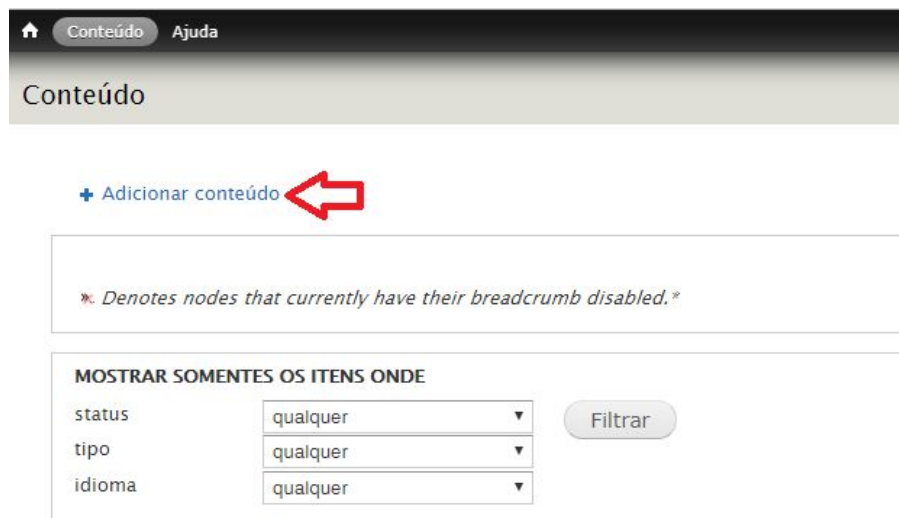 Conteúdo Ajuda
Conteúdo
Adicionar conteúdo
Denotes nodes that currently have their breadcrumb disabled.*
MOSTRAR SOMENTES OS ITENS ONDE
status qualquer Filtrar
tipo qualquer
idioma qualquer